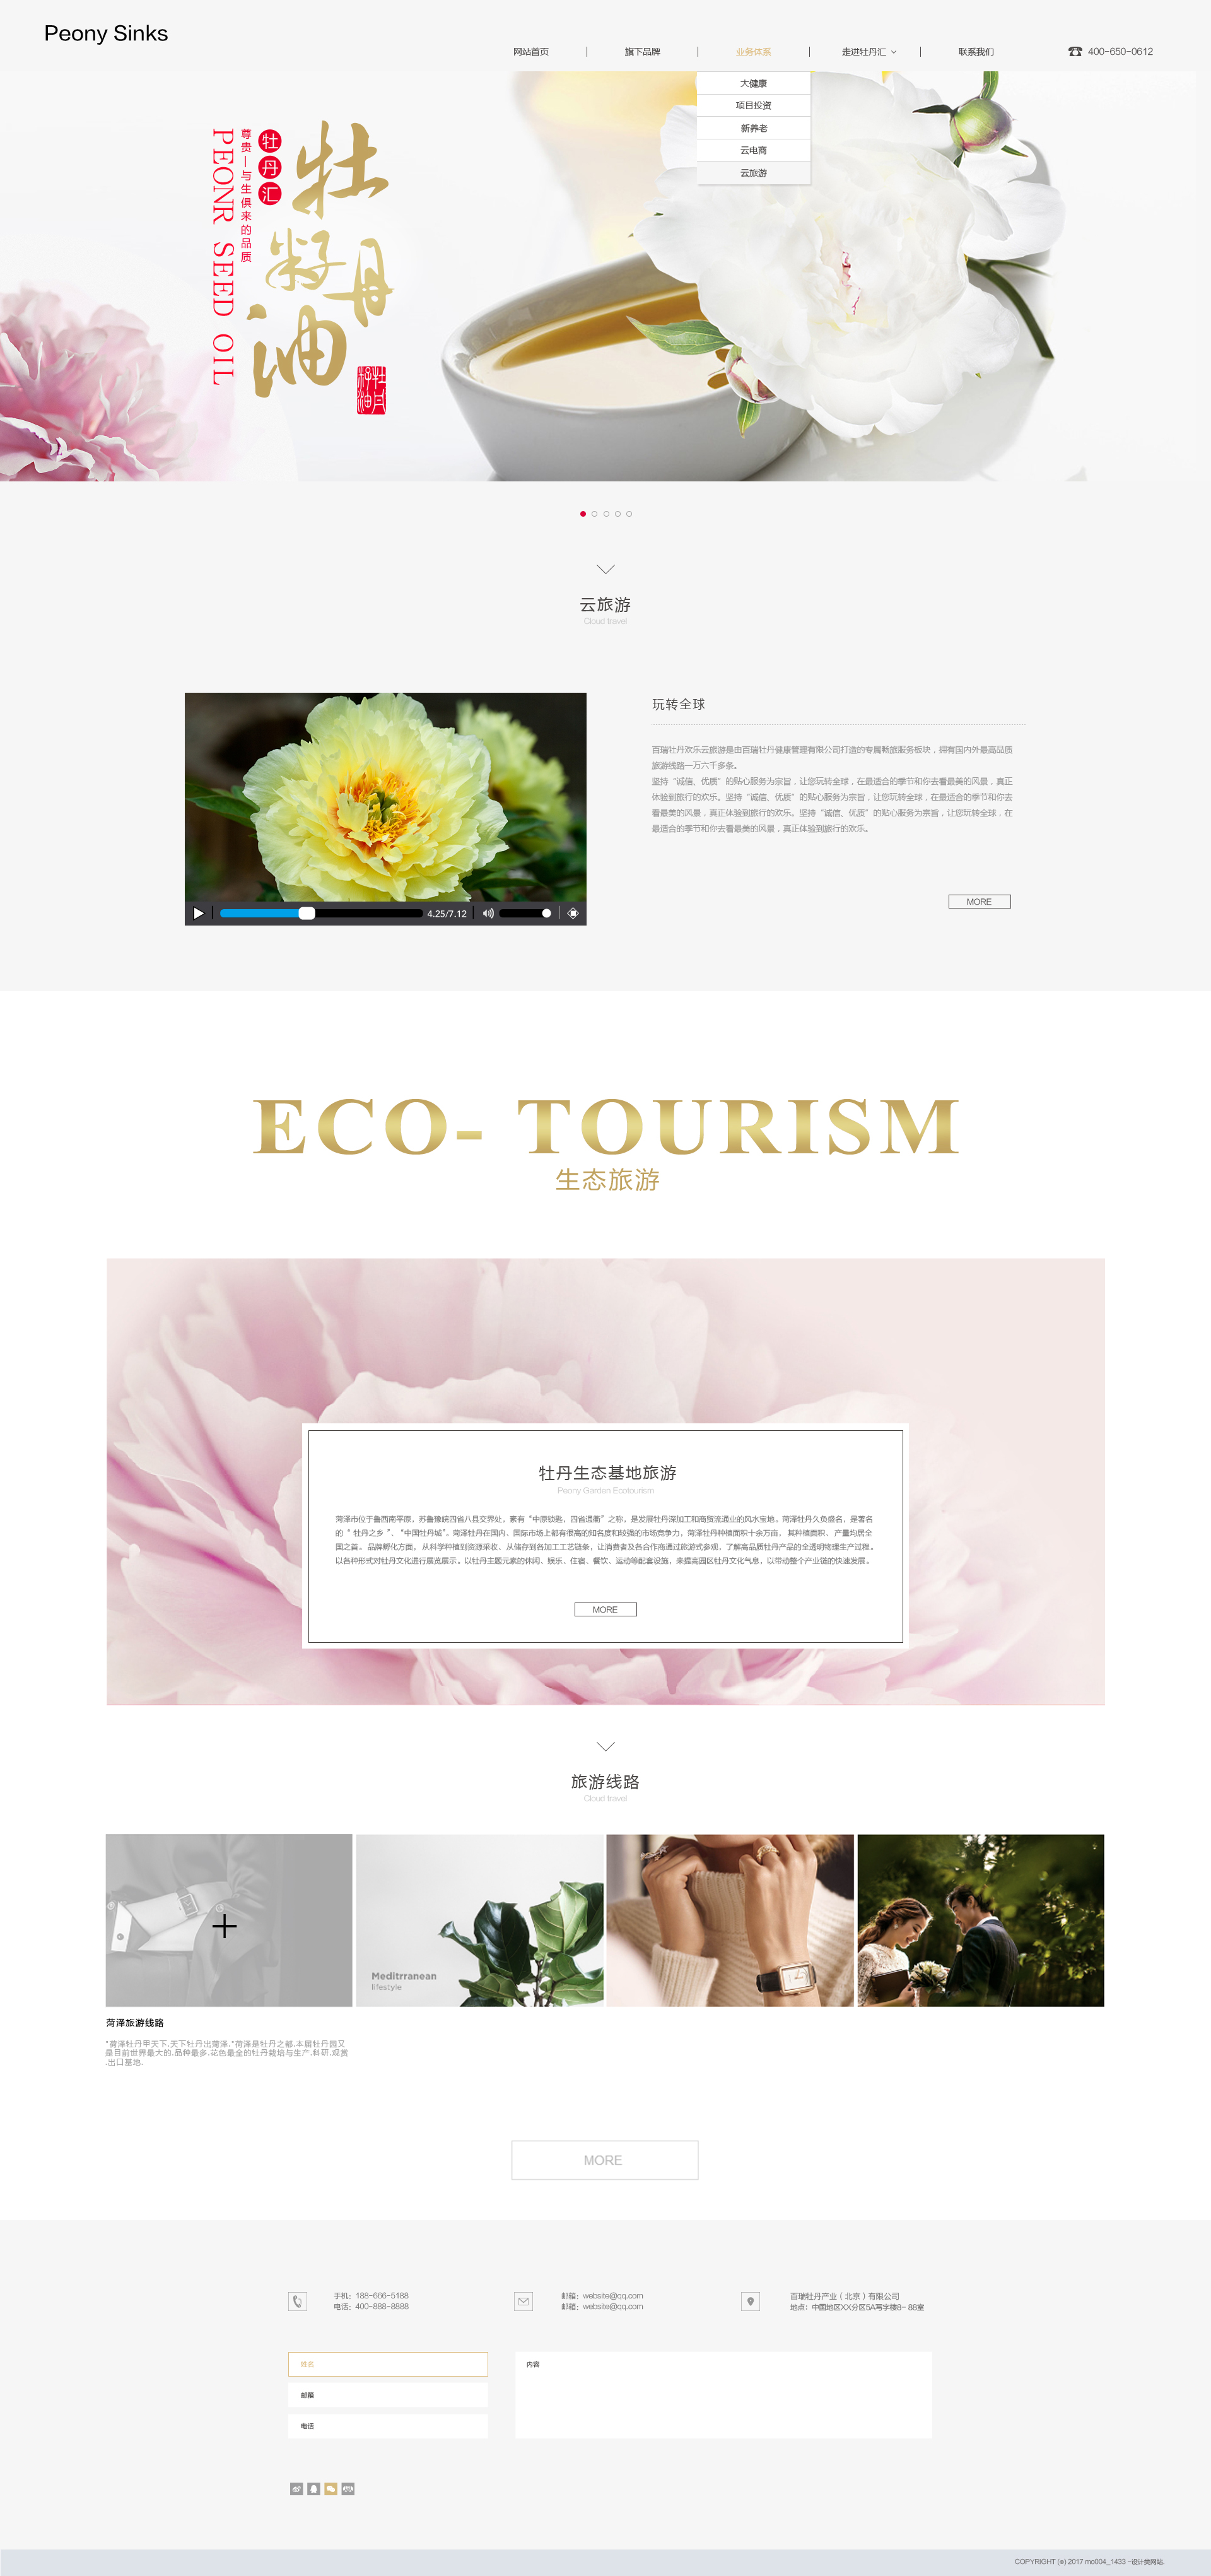 Peony Sinks
网站首页
旗下品牌
业务体系
走进牡丹汇
联系我们
400-650-0612
大健康
项目投资
新养老
云电商
云旅游
牡丹籽油
牡丹汇
尊贵—与生俱来的品质
PEONR SEED OIL
牡丹籽油
云旅游
Cloud travel
4.25/7.12
玩转全球
百瑞牡丹欢乐云旅游是由百瑞牡丹健康管理有限公司打造的专属畅旅服务板块，拥有国内外最高品质
旅游线路一万六千多条。
坚持“诚信、优质”的贴心服务为宗旨，让您玩转全球，在最适合的季节和你去看最美的风景，真正
体验到旅行的欢乐。坚持“诚信、优质”的贴心服务为宗旨，让您玩转全球，在最适合的季节和你去
看最美的风景，真正体验到旅行的欢乐。坚持“诚信、优质”的贴心服务为宗旨，让您玩转全球，在
最适合的季节和你去看最美的风景，真正体验到旅行的欢乐。
MORE
ECO- TOURISM
生态旅游
牡丹生态基地旅游
Peony Garden Ecotourism
菏泽市位于鲁西南平原，苏鲁豫皖四省八县交界处，素有“中原锁匙，四省通衢”之称，是发展牡丹深加工和商贸流通业的风水宝地。菏泽牡丹久负盛名，是著名
的“ 牡丹之乡 ”、“中国牡丹城”。菏泽牡丹在国内、国际市场上都有很高的知名度和较强的市场竞争力，菏泽牡丹种植面积十余万亩， 其种植面积、 产量均居全
国之首。 品牌孵化方面， 从科学种植到资源采收、 从储存到各加工工艺链条，让消费者及各合作商通过旅游式参观，了解高品质牡丹产品的全透明物理生产过程。
以各种形式对牡丹文化进行展览展示。以牡丹主题元素的休闲、娱乐、住宿、餐饮、运动等配套设施，来提高园区牡丹文化气息，以带动整个产业链的快速发展。
MORE
旅游线路
Cloud travel
Meditrranean
lifestyle
菏泽旅游线路
"菏泽牡丹甲天下,天下牡丹出菏泽,"荷泽是牡丹之都,本届牡丹园又
是目前世界最大的,品种最多,花色最全的牡丹栽培与生产,科研,观赏
,出口基地,
MORE
手机：188-666-5188
电话：400-888-8888
邮箱：website@qq.com
邮箱：website@qq.com
百瑞牡丹产业（北京）有限公司
地点：中国地区XX分区5A写字楼8- 88室
姓名
邮箱
电话
内容
COPYRIGHT (©) 2017 mo004_1433 -设计类网站.